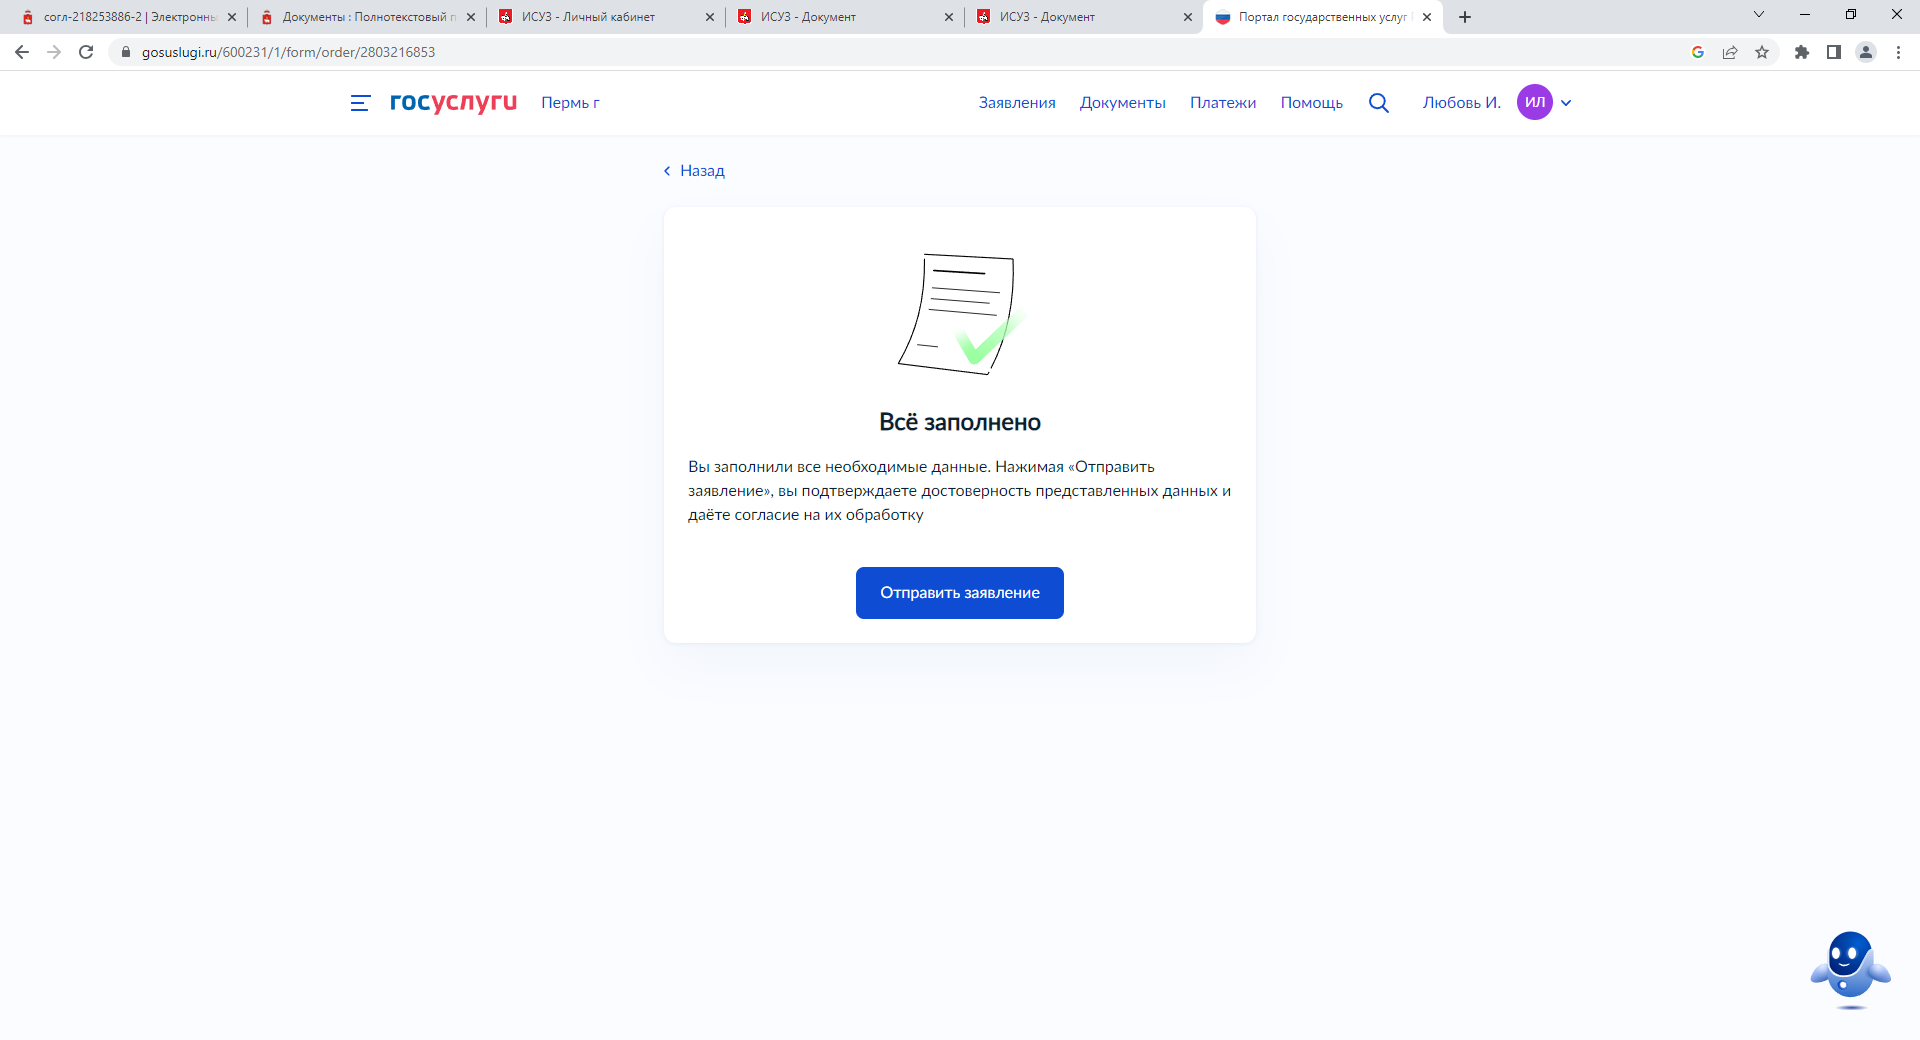 согл-218253886-2 | Электронны
Документы : Полнотекстовый п
ИСУЗ - Личный кабинет
ИСУЗ - Документ
ИСУЗ - Документ
Портал государственных услуг
gosuslugi.ru/600231/1/form/order/2803216853
госуслуги
Пермь г
Заявления
Документы
Платежи
Помощь
Любовь И.
ИЛ
Назад
Всё заполнено
Вы заполнили все необходимые данные. Нажимая «Отправить
заявление», вы подтверждаете достоверность представленных данных и
даёте согласие на их обработку
Отправить заявление